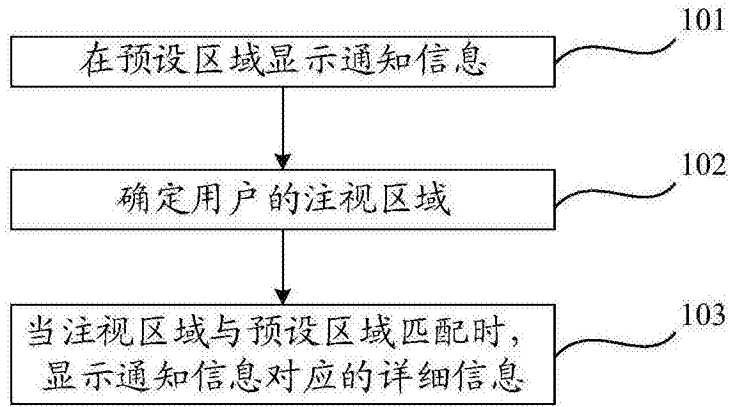 101
在预设区域显示通知信息
102
确定用户的注视区域
103
当注视区域与预设区域匹配时，
显示通知信息对应的详细信息